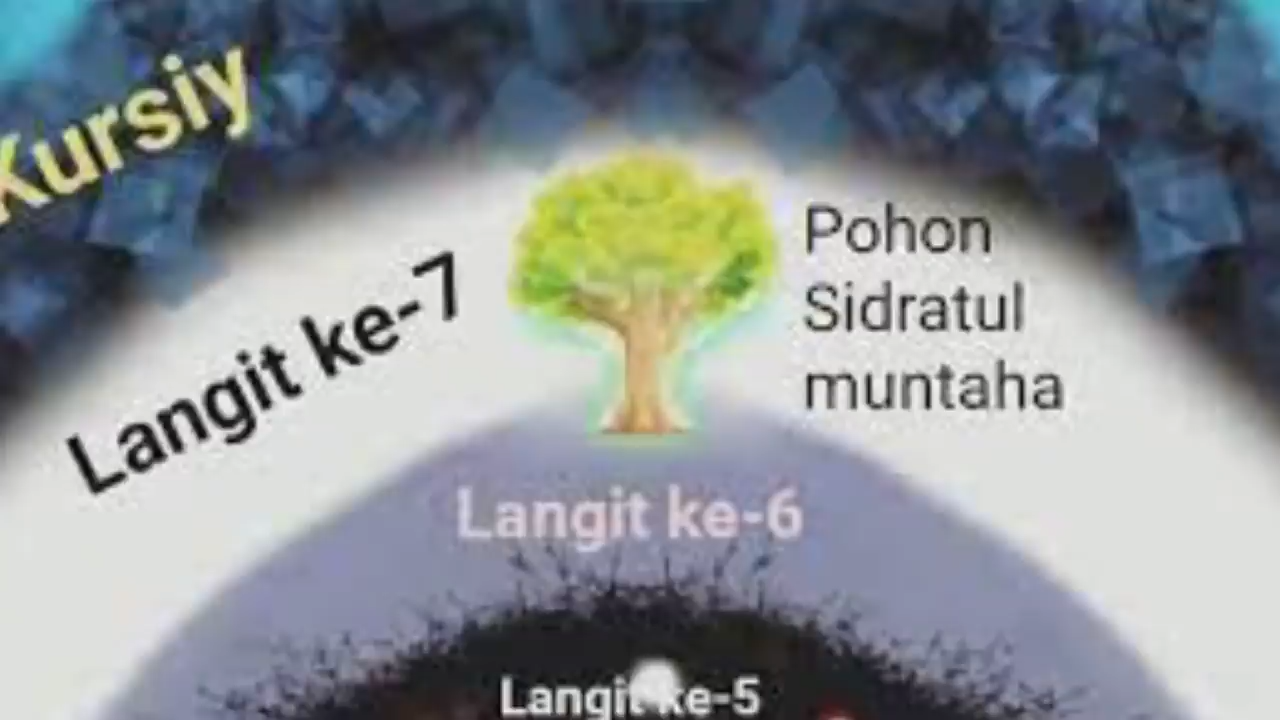 Kursiy
Langit ke-7
Pohon
Sidratul
muntaha
Langit ke-6
Langit ke-5